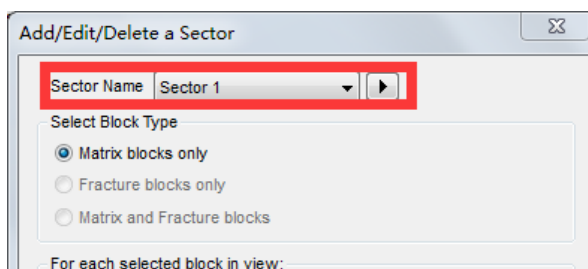 Add/Edit/Delete a Sector
Sector Name Sector 1
Select Block Type
Matrix blocks only
Fracture blocks only
Matrix and Fracture blocks
For each selected block in view: